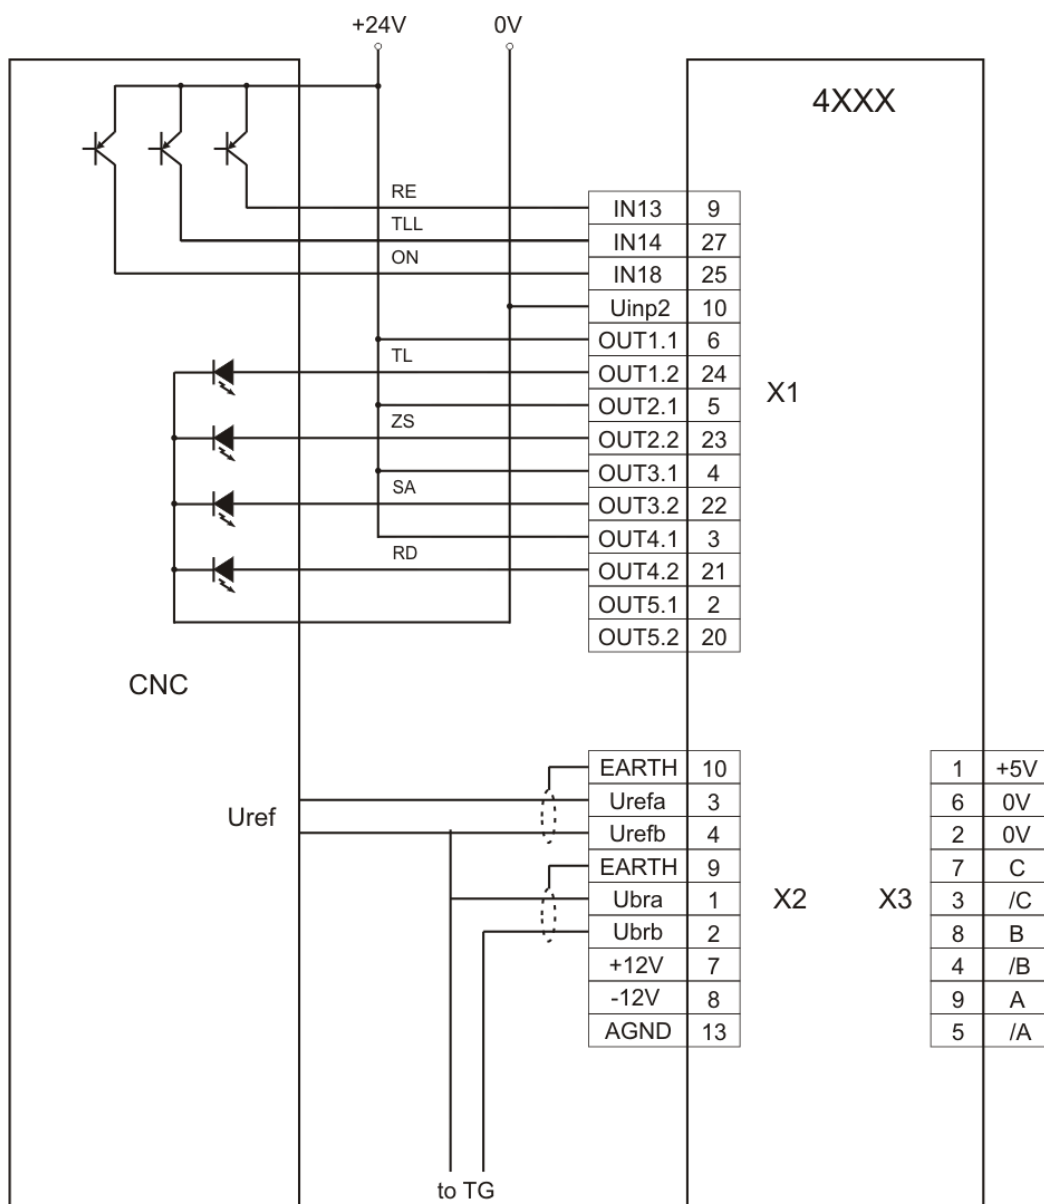 +24V 0V
4XXX
RE
IN13 9
TLL
IN14 27
ON
IN18 25
Uinp2 10
OUT1.1 6
TL
OUT1.2 24
X1
OUT2.1 5
ZS
OUT2.2 23
OUT3.1 4
SA
OUT3.2 22
OUT4.1 3
RD
OUT4.2 21
OUT5.1 2
OUT5.2 20
CNC
EARTH 10
Urefa 3
Uref
Urefb 4
EARTH 9
Ubra 1
X2
Ubrb 2
+12V 7
-12V 8
AGND 13
X3
1 +5V
6 0V
2 0V
7 C
3 /C
8 B
4 /B
9 A
5 /A
to TG